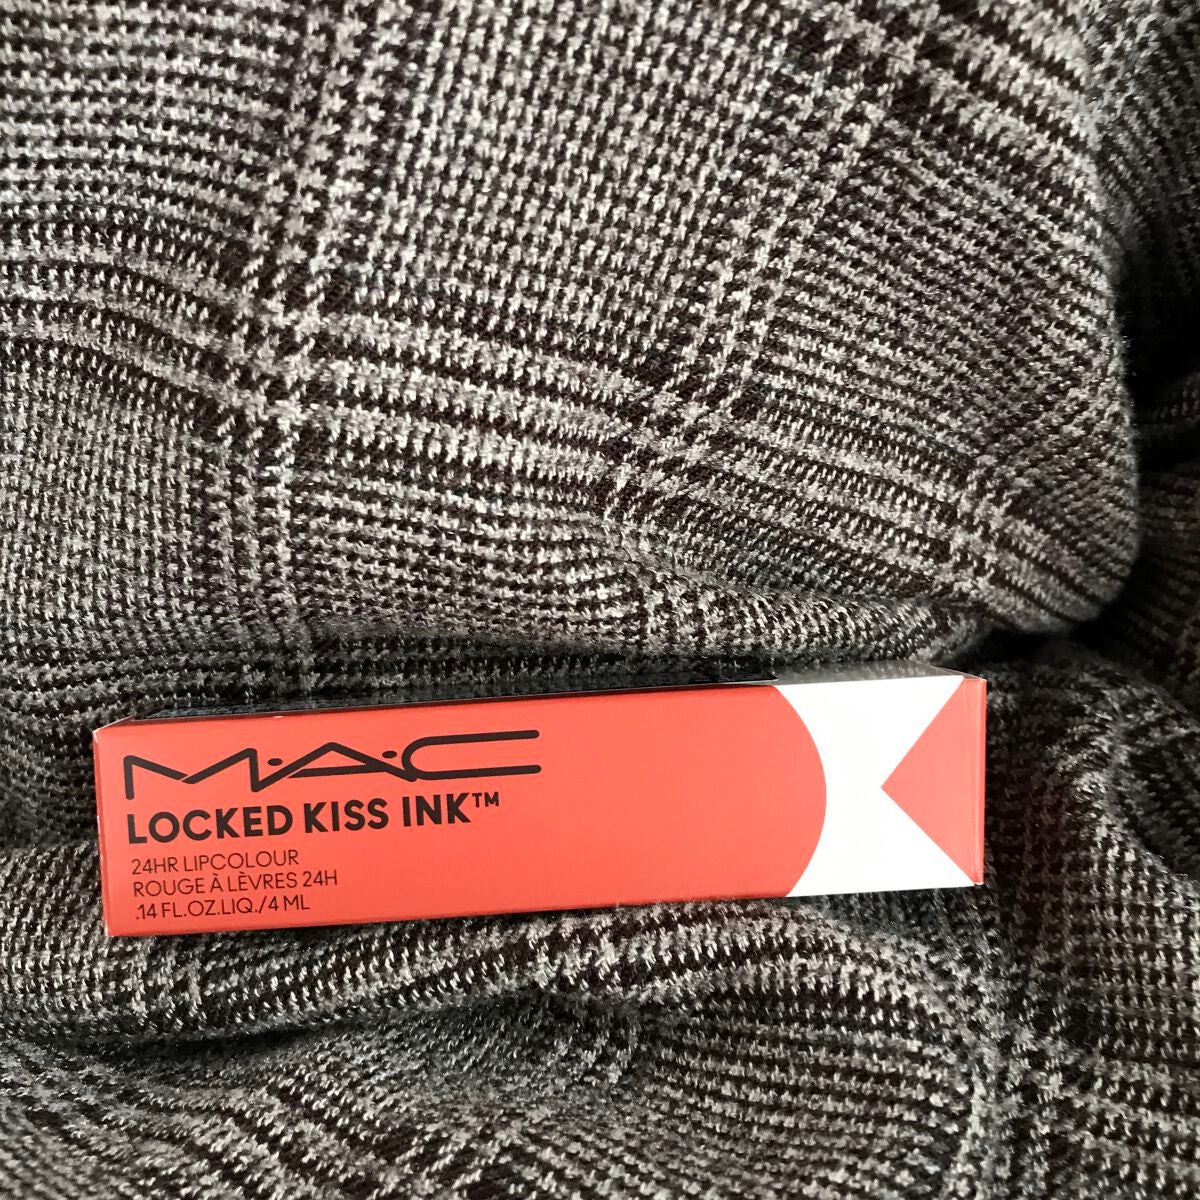 M·A·C
LOCKED KISS INK™
24HR LIPCOLOUR
ROUGE À LÈVRES 24H
.14 FL.OZ.LIQ./4 ML